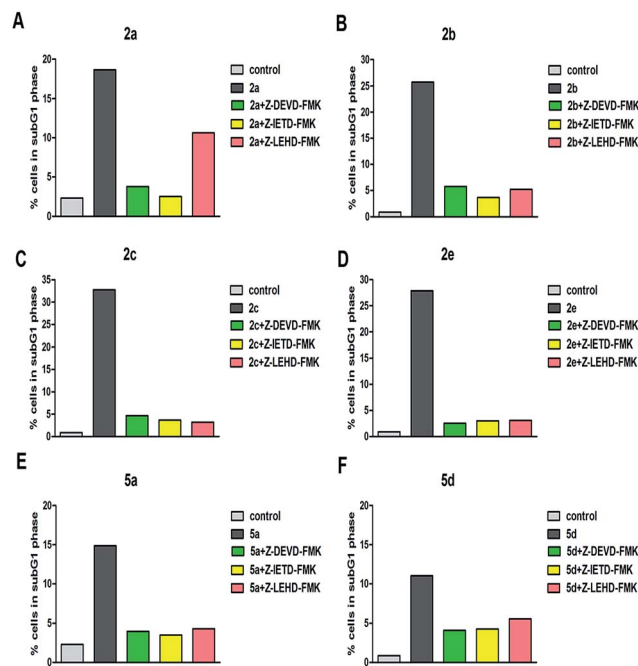 A
2a
% cells in subG1 phase
20
15
10
5
0
control
2a
2a+Z-DEVD-FMK
2a+Z-IETD-FMK
2a+Z-LEHD-FMK
B
2b
% cells in subG1 phase
30
25
20
15
10
5
0
control
2b
2b+Z-DEVD-FMK
2b+Z-IETD-FMK
2b+Z-LEHD-FMK
C
2c
% cells in subG1 phase
35
30
25
20
15
10
5
0
control
2c
2c+Z-DEVD-FMK
2c+Z-IETD-FMK
2c+Z-LEHD-FMK
D
2e
% cells in subG1 phase
30
25
20
15
10
5
0
control
2e
2e+Z-DEVD-FMK
2e+Z-IETD-FMK
2e+Z-LEHD-FMK
E
5a
% cells in subG1 phase
20
15
10
5
0
control
5a
5a+Z-DEVD-FMK
5a+Z-IETD-FMK
5a+Z-LEHD-FMK
F
5d
% cells in subG1 phase
20
15
10
5
0
control
5d
5d+Z-DEVD-FMK
5d+Z-IETD-FMK
5d+Z-LEHD-FMK